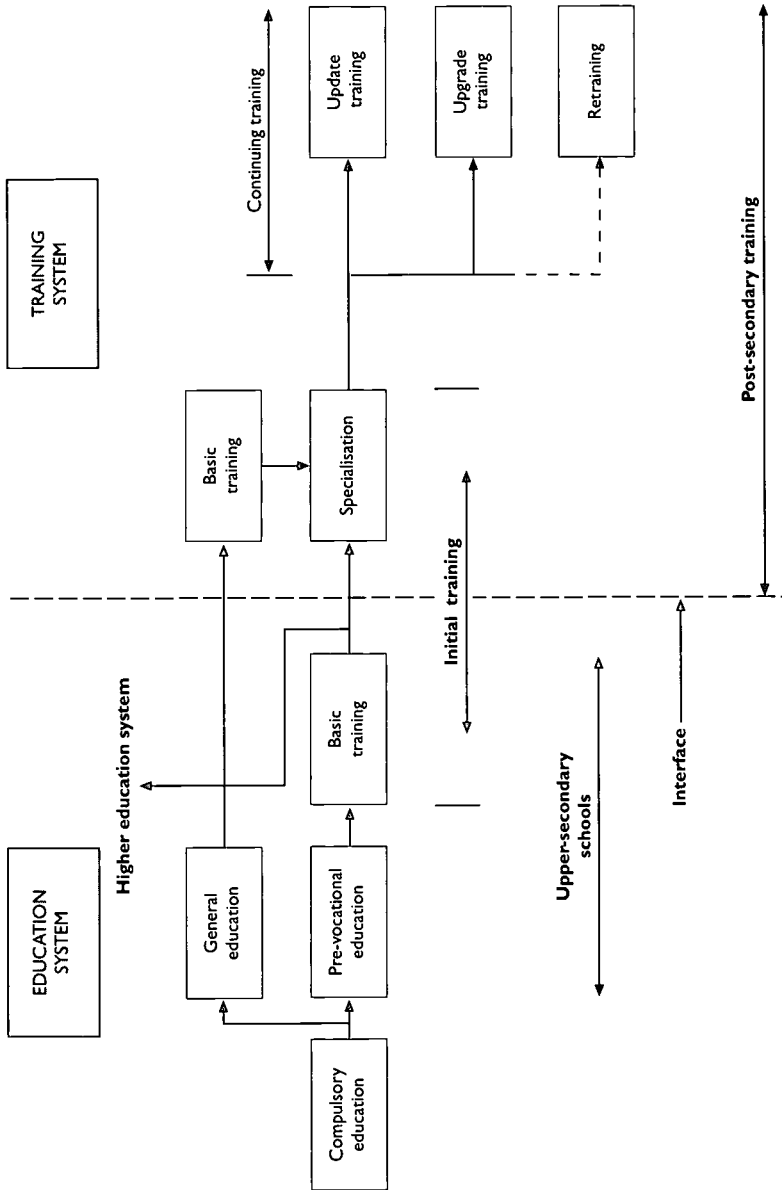 EDUCATION
SYSTEM
TRAINING
SYSTEM
Higher education system
Continuing training
General
education
Basic
training
Compulsory
education
Pre-vocational
education
Basic
training
Specialisation
Update
training
Upgrade
training
Initial training
Retraining
Upper-secondary
schools
Interface
Post-secondary training